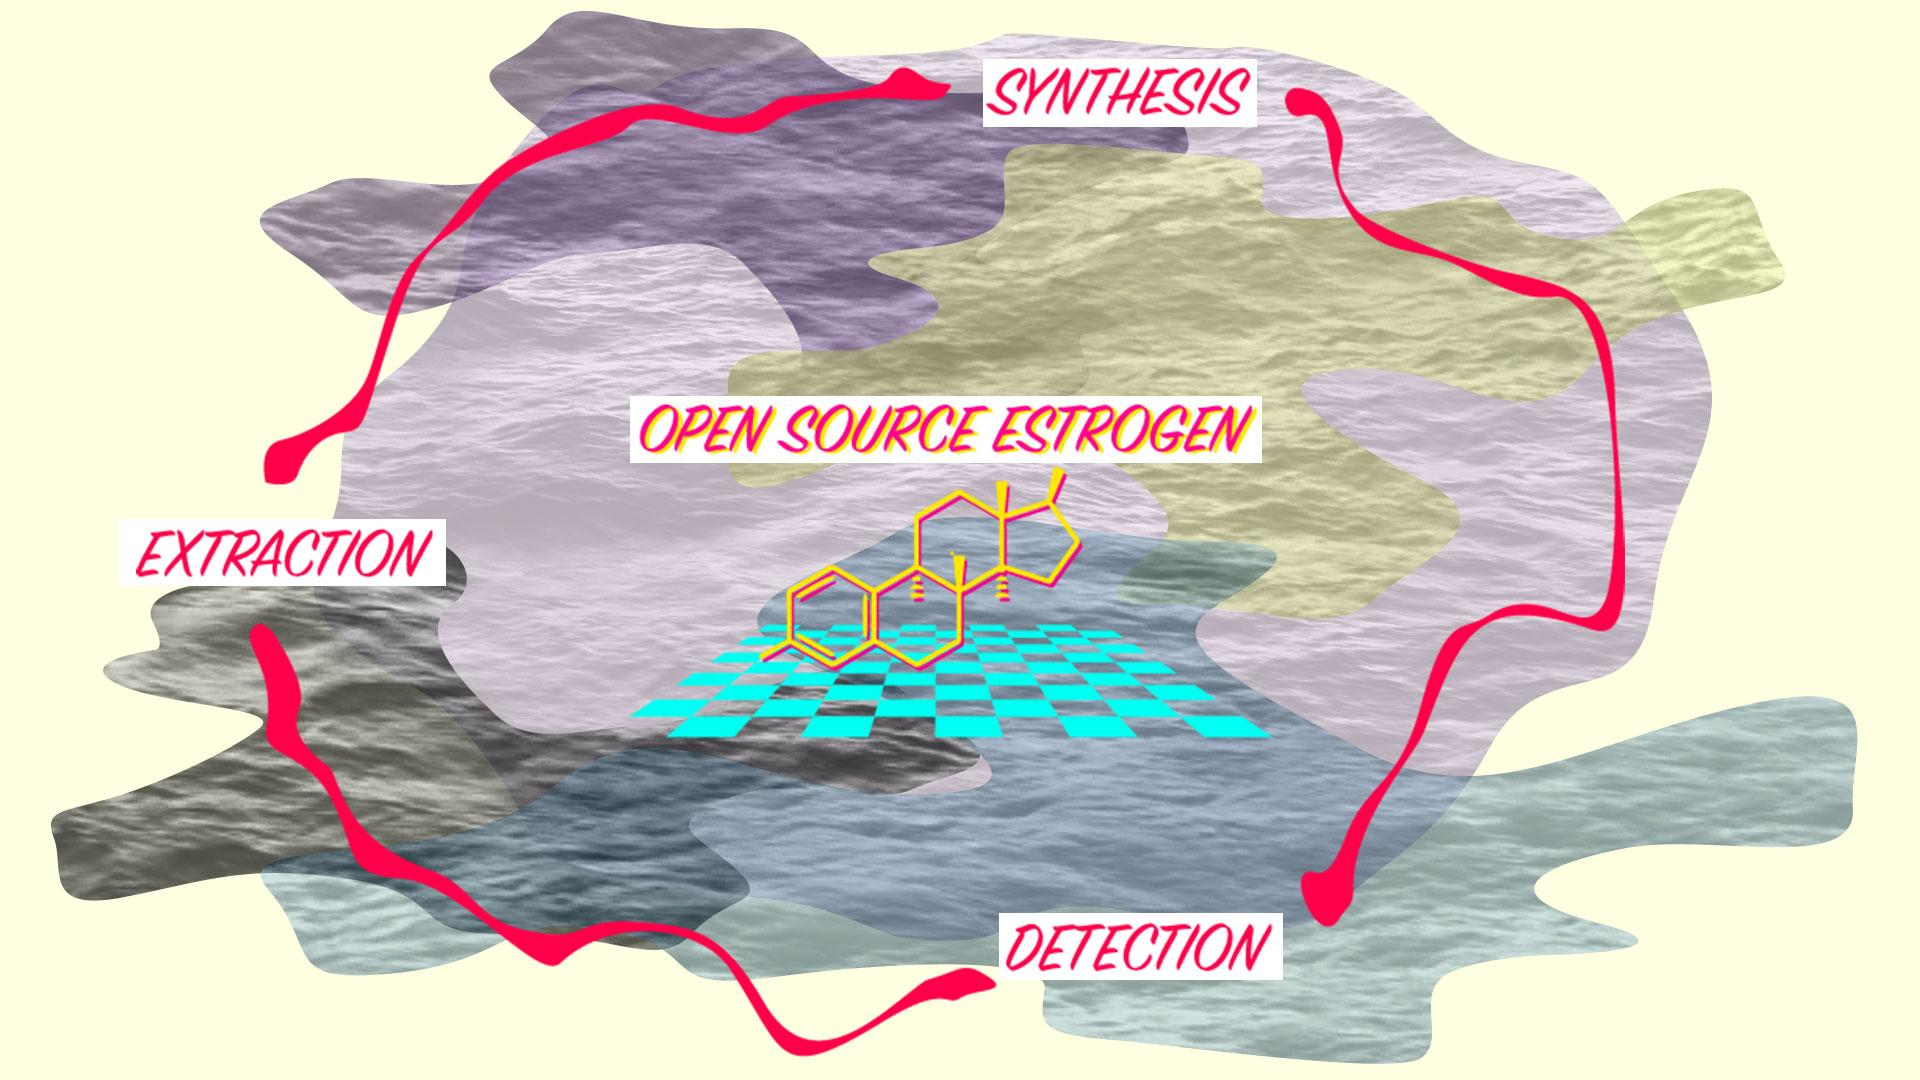 SYNTHESIS
OPEN SOURCE ESTROGEN
EXTRACTION
DETECTION